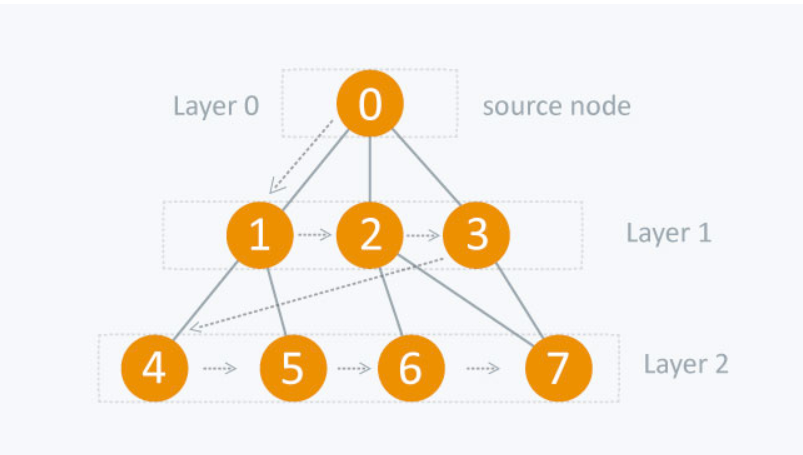 Layer 0 0 source node
1 2 3 Layer 1
4 5 6 7 Layer 2